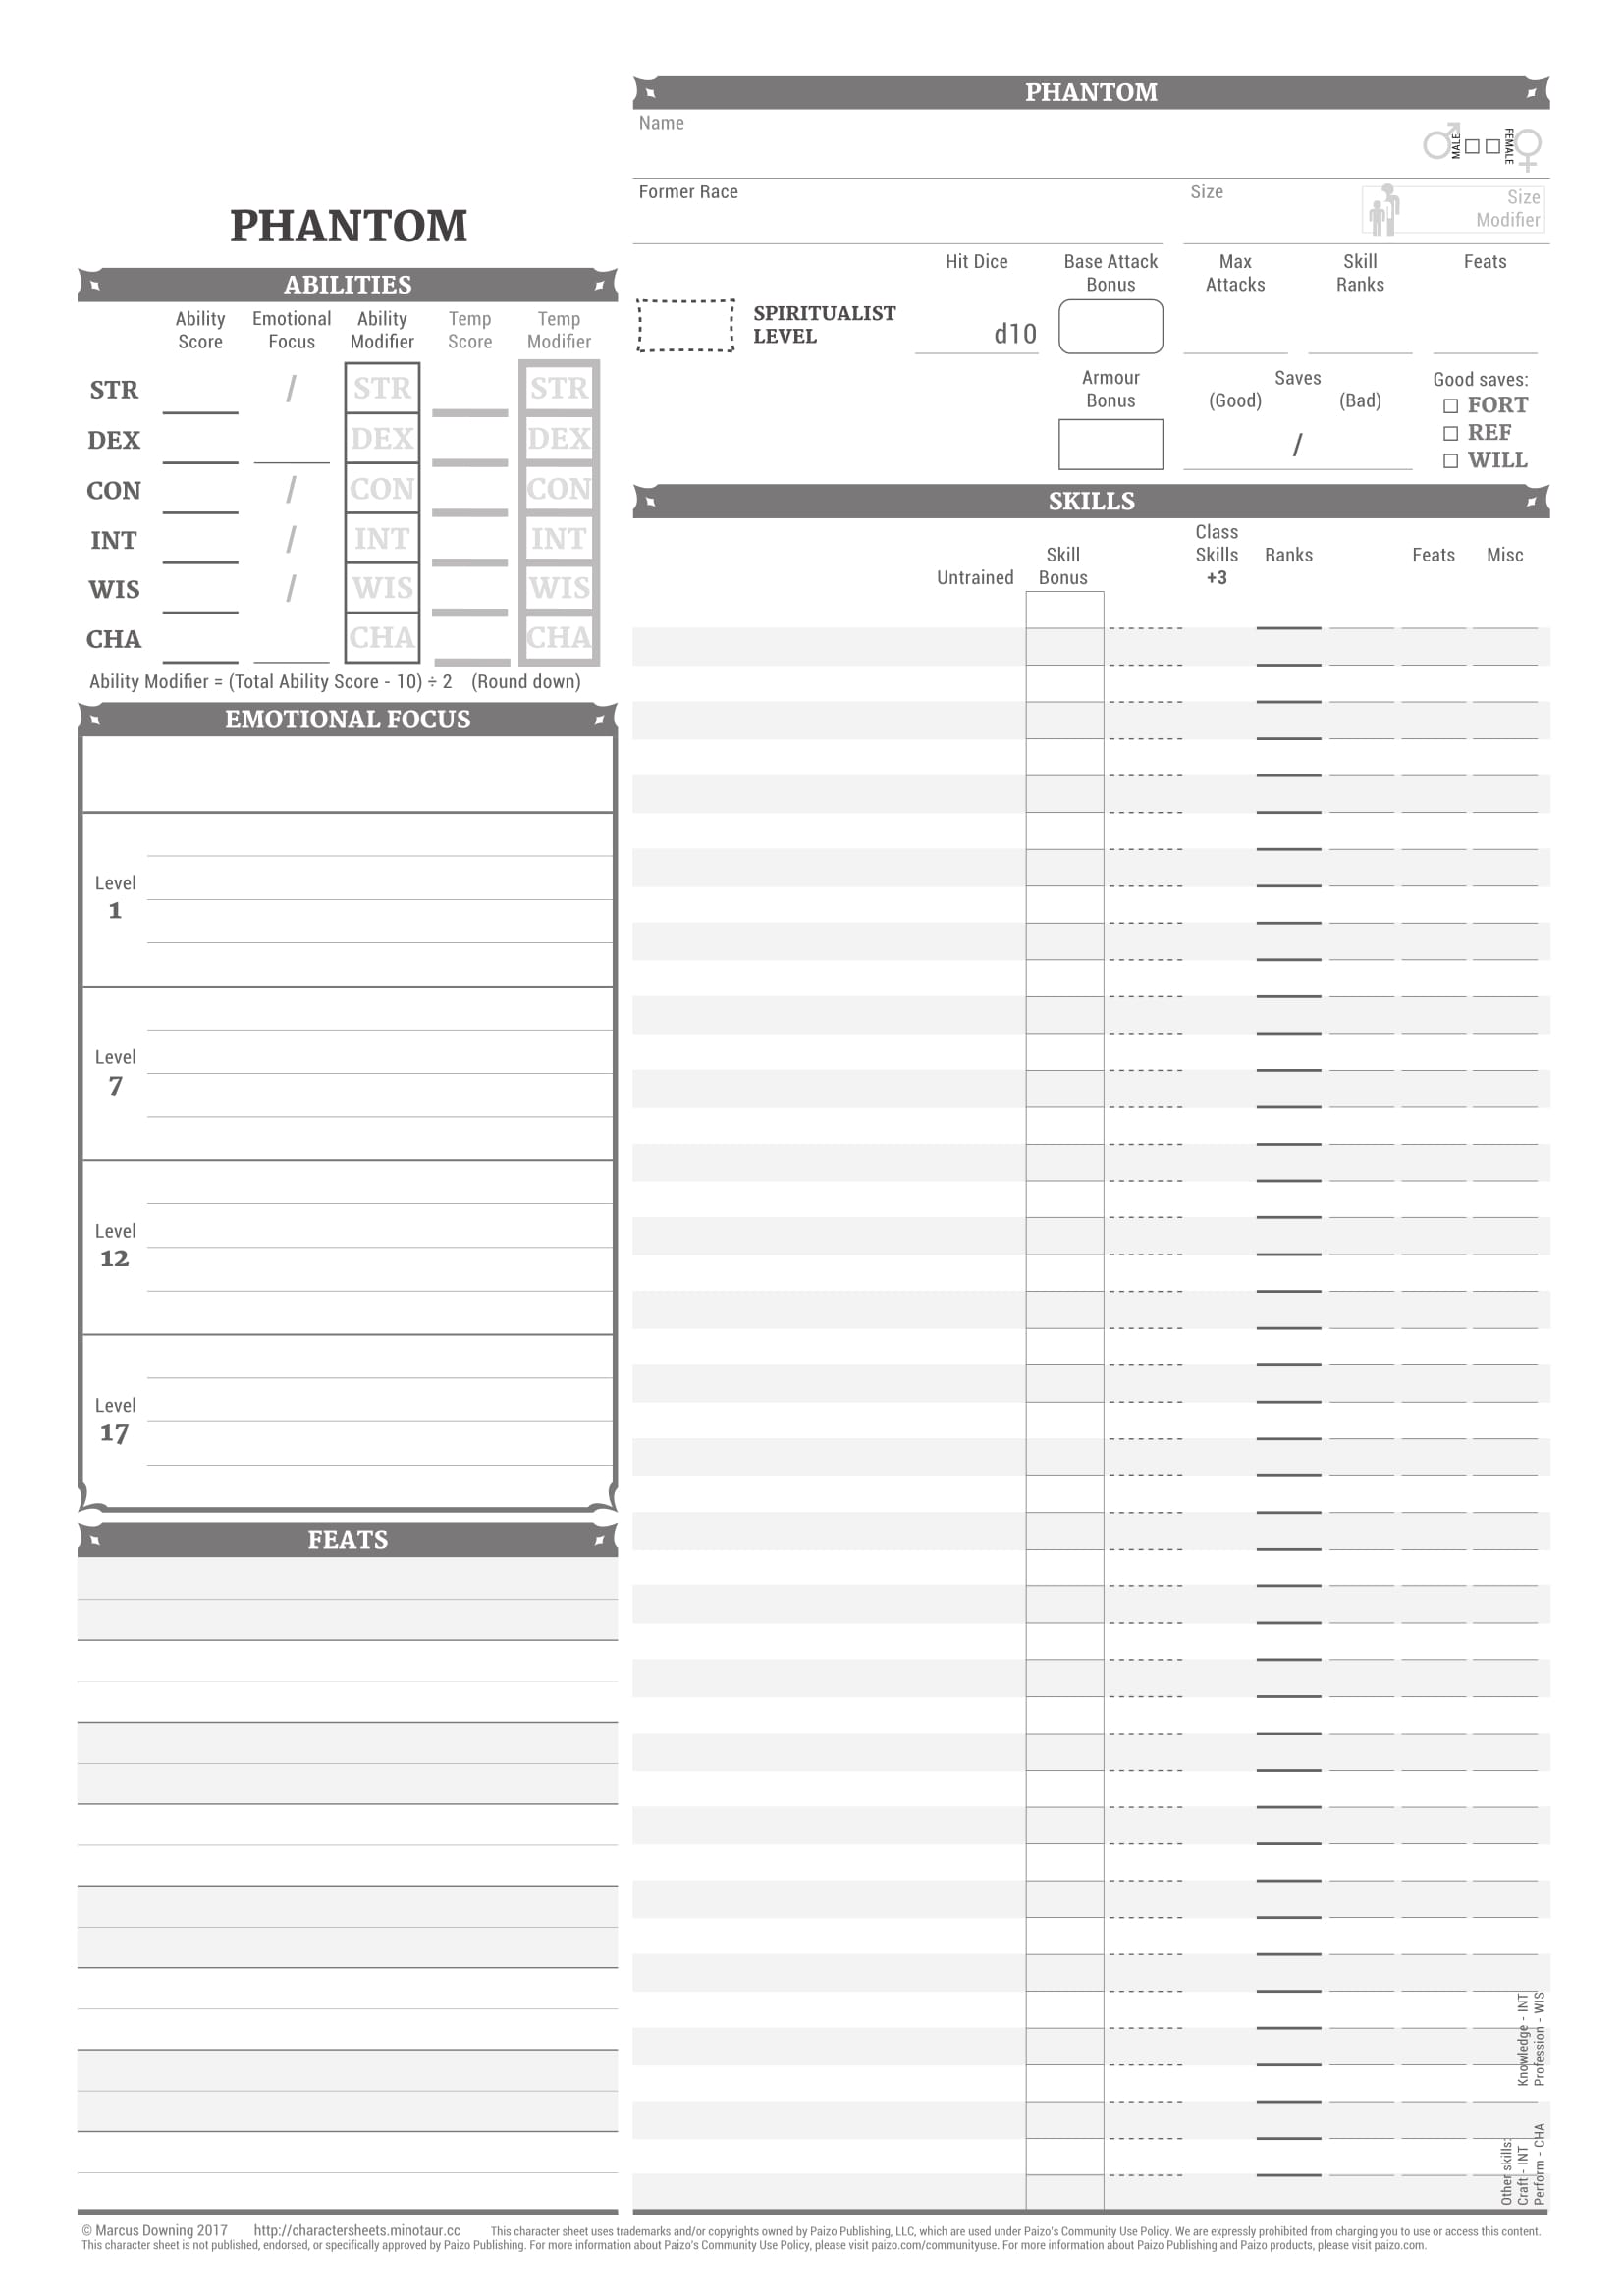 PHANTOM
ABILITIES
Ability Score
Emotional Focus
Ability Modifier
Temp Score
Temp Modifier
STR / STR STR
DEX DEX DEX
CON / CON CON
INT / INT INT
WIS / WIS WIS
CHA CHA CHA
Ability Modifier = (Total Ability Score - 10) ÷ 2 (Round down)
EMOTIONAL FOCUS
Level
1
Level
7
Level
12
Level
17
FEATS
PHANTOM
Name
MALE
FEMALE
Former Race
Size
Size
Modifier
Hit Dice
Base Attack
Bonus
Max
Attacks
Skill
Ranks
Feats
SPIRITUALIST
LEVEL
d10
Armour
Bonus
Saves
(Good) (Bad)
/
Good saves:
FORT
REF
WILL
SKILLS
Untrained
Skill
Bonus
Class
Skills
+3
Ranks
Feats
Misc
Other skills:
Craft - INT
Knowledge - INT
Perform - CHA
Profession - WIS
© Marcus Downing 2017 http://charactersheets.minotaur.cc This character sheet uses trademarks and/or copyrights owned by Paizo Publishing, LLC, which are used under Paizo's Community Use Policy. We are expressly prohibited from charging you to use or access this content.
This character sheet is not published, endorsed, or specifically approved by Paizo Publishing. For more information about Paizo's Community Use Policy, please visit paizo.com/communityuse. For more information about Paizo Publishing and Paizo products, please visit paizo.com.